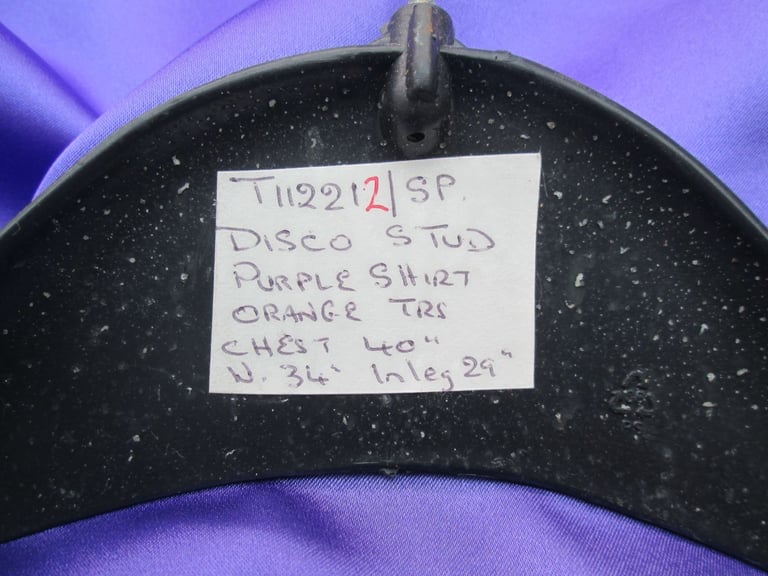 T112212/SP.
DISCO STUD
PURPLE SHIRT
ORANGE TRS
CHEST 40"
W. 34" Inleg 29"